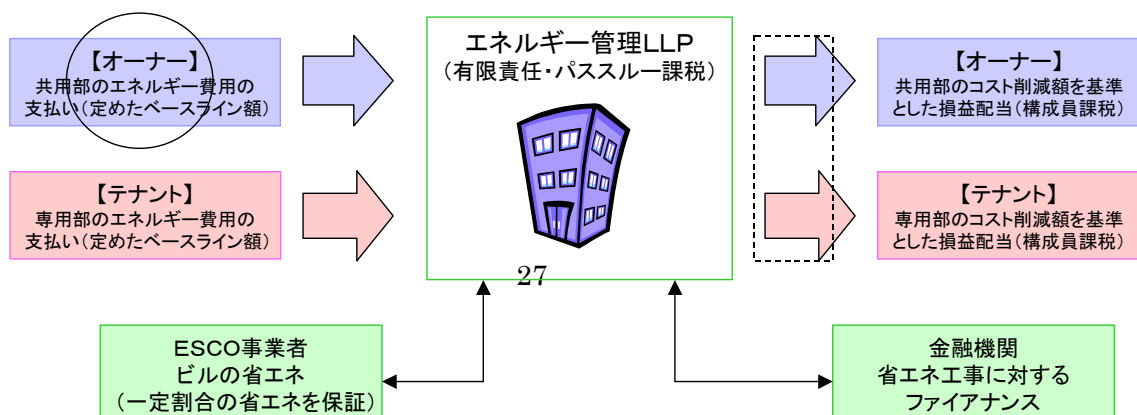 【オーナー】
共用部のエネルギー費用の
支払い(定めたベースライン額)
エネルギー管理LLP
(有限責任・パススルー課税)
【オーナー】
共用部のコスト削減額を基準
とした損益配当(構成員課税)
【テナント】
専用部のエネルギー費用の
支払い(定めたベースライン額)
【テナント】
専用部のコスト削減額を基準
とした損益配当(構成員課税)
27
ESCO事業者
ビルの省エネ
(一定割合の省エネを保証)
金融機関
省エネ工事に対する
ファイアナンス